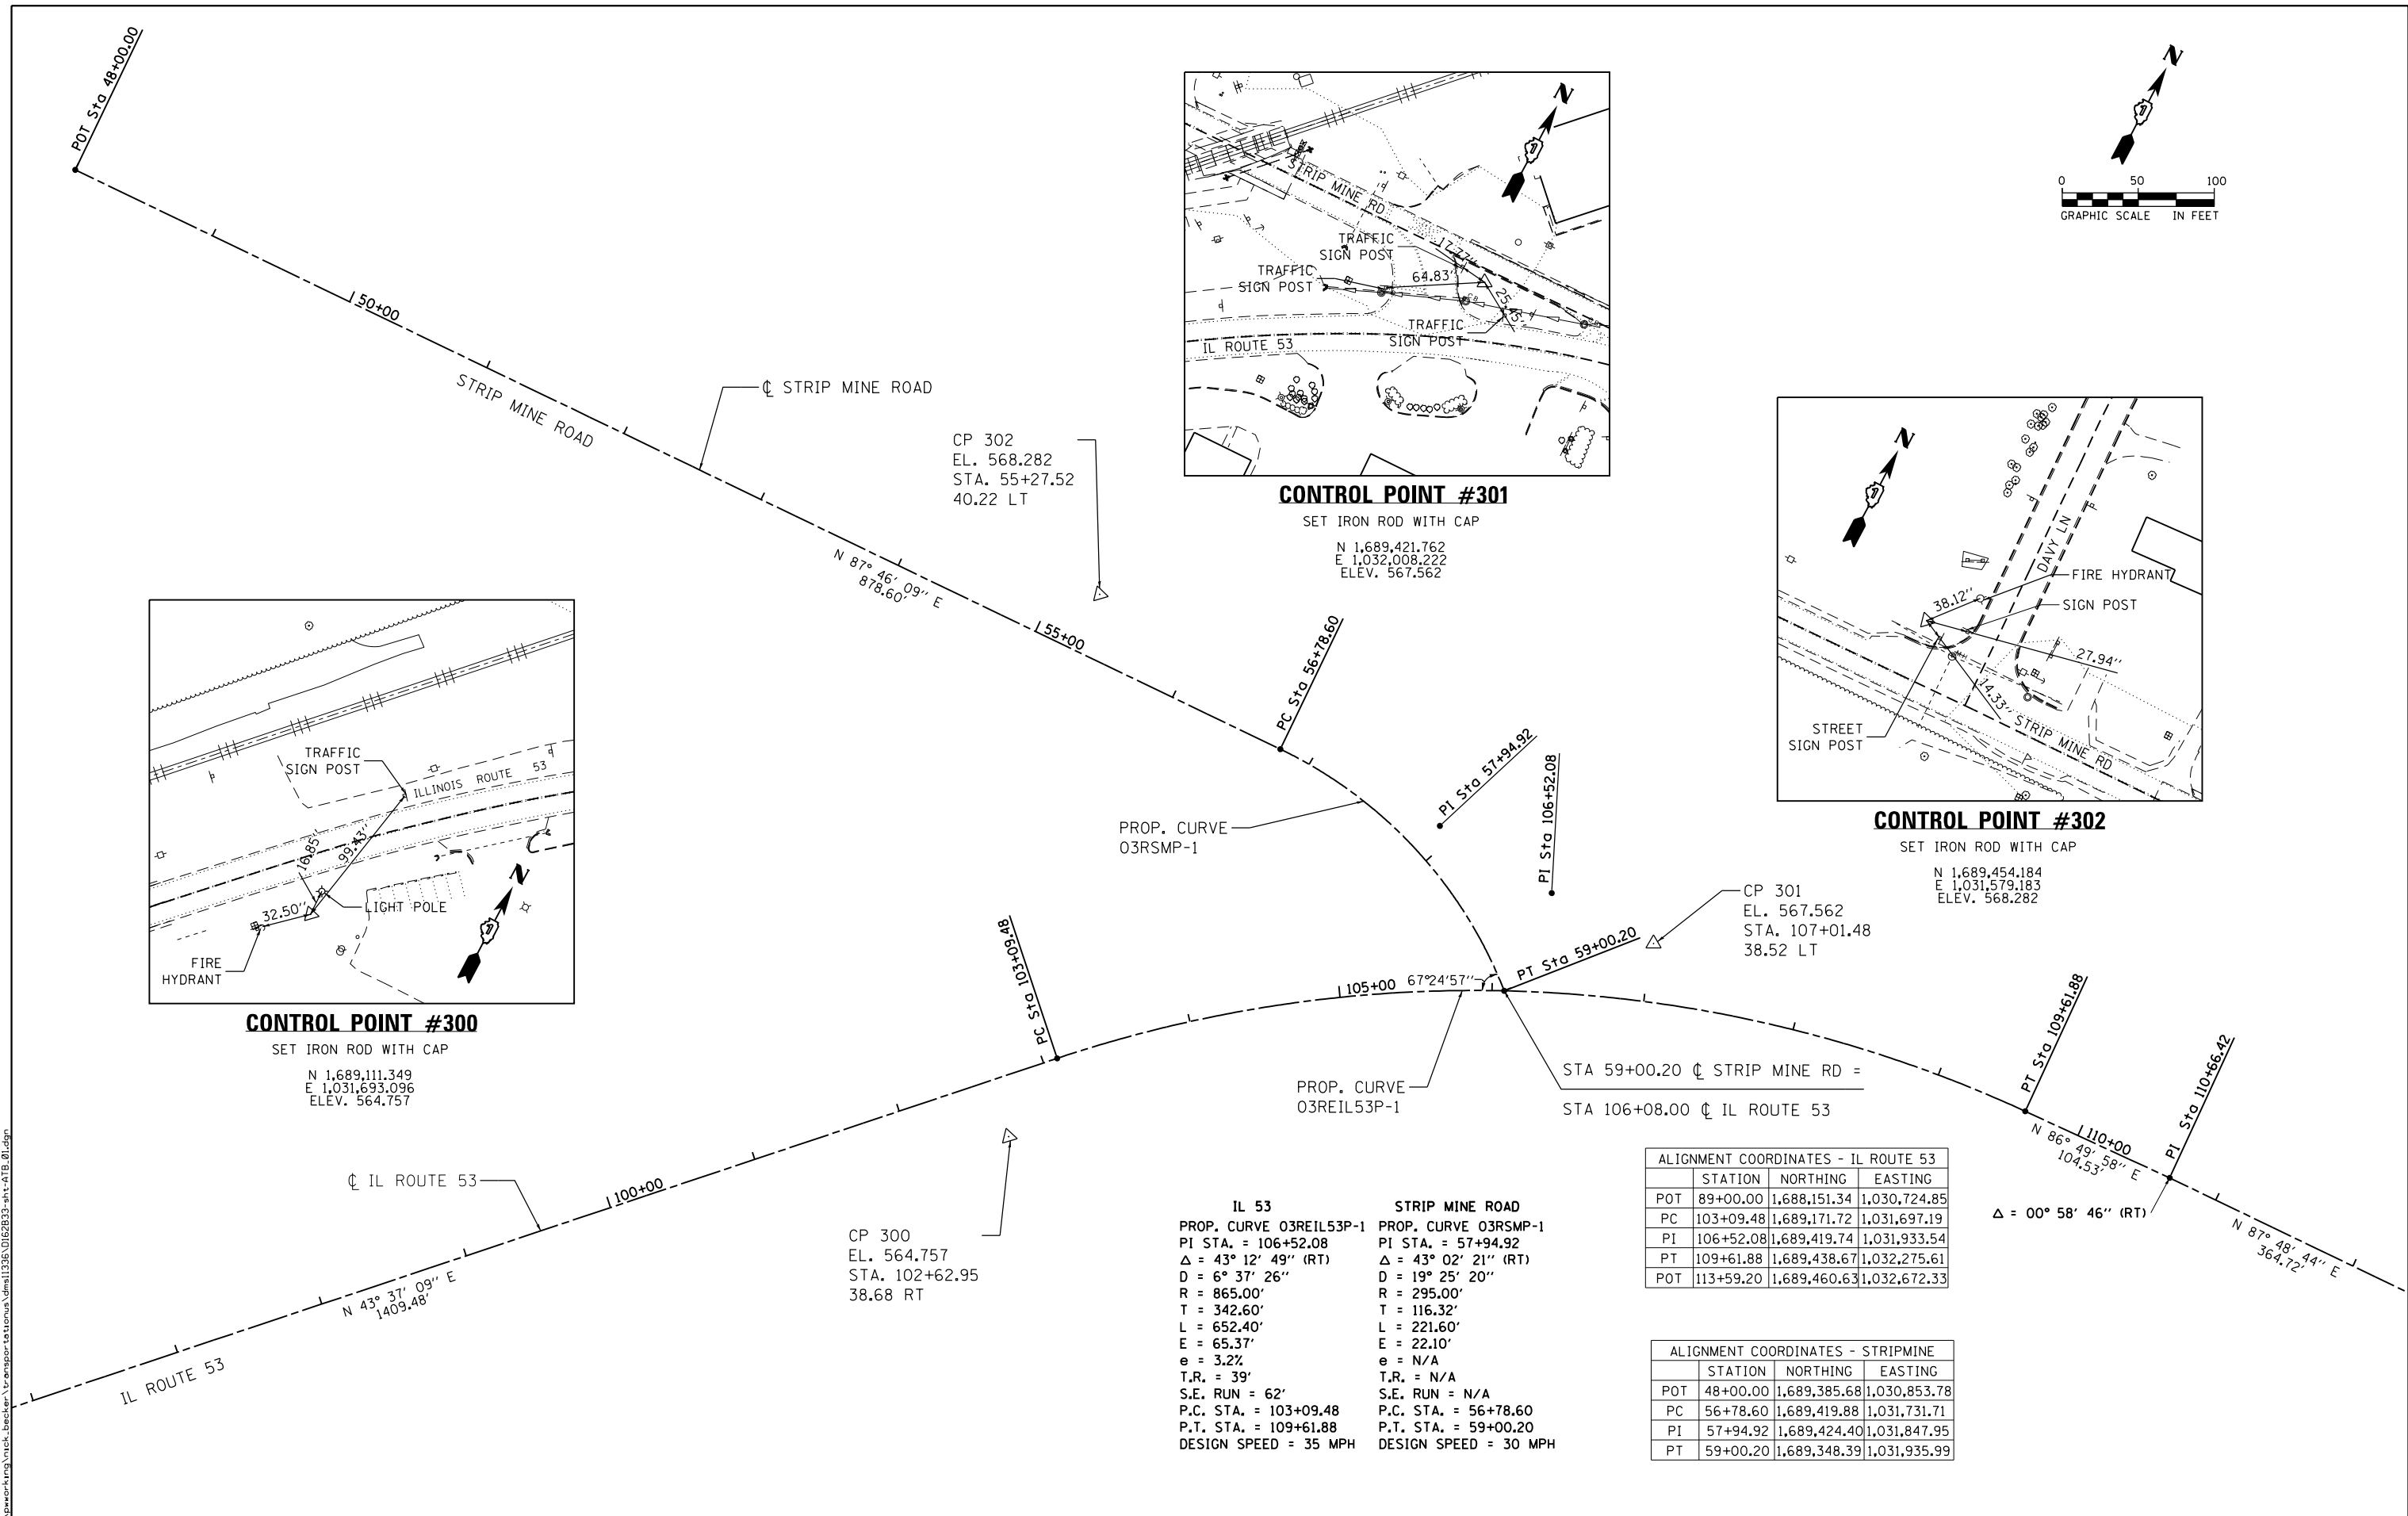 POT Sta 48+00.00
50+00
STRIP MINE ROAD
℄ STRIP MINE ROAD
N 87° 46' 09" E
878.60'
CP 302
EL. 568.282
STA. 55+27.52
40.22 LT
55+00
PC Sta 56+78.60
PI Sta 57+94.92
PI Sta 106+52.08
PROP. CURVE
03RSMP-1
N
STRIP MINE RD
TRAFFIC
SIGN POST
17.77''
64.83'
TRAFFIC
SIGN POST
25.45'
TRAFFIC
SIGN POST
IL ROUTE 53
CONTROL POINT #301
SET IRON ROD WITH CAP
N 1,689,421.762
E 1,032,008.222
ELEV. 567.562
N
0 50 100
GRAPHIC SCALE IN FEET
N
DAVY LN
FIRE HYDRANT
38.12''
SIGN POST
27.94''
14.33''
STREET
SIGN POST
STRIP MINE RD
CONTROL POINT #302
SET IRON ROD WITH CAP
N 1,689,454.184
E 1,031,579.183
ELEV. 568.282
TRAFFIC
SIGN POST
ILLINOIS ROUTE 53
16.85''
99.43''
32.50''
LIGHT POLE
FIRE
HYDRANT
N
CONTROL POINT #300
SET IRON ROD WITH CAP
N 1,689,111.349
E 1,031,693.096
ELEV. 564.757
PC Sta 103+09.48
105+00
67°24'57''
PT Sta 59+00.20
CP 301
EL. 567.562
STA. 107+01.48
38.52 LT
PROP. CURVE
03REIL53P-1
STA 59+00.20 ℄ STRIP MINE RD =
STA 106+08.00 ℄ IL ROUTE 53
PT Sta 109+61.88
110+00
N 86° 49' 58'' E
104.53'
PI Sta 110+66.42
Δ = 00° 58' 46'' (RT)
N 87° 48' 44'' E
364.72'
℄ IL ROUTE 53
100+00
N 43° 37' 09'' E
1409.48'
IL ROUTE 53
CP 300
EL. 564.757
STA. 102+62.95
38.68 RT
IL 53
PROP. CURVE 03REIL53P-1
PI STA. = 106+52.08
Δ = 43° 12' 49'' (RT)
D = 6° 37' 26''
R = 865.00'
T = 342.60'
L = 652.40'
E = 65.37'
e = 3.2%
T.R. = 39'
S.E. RUN = 62'
P.C. STA. = 103+09.48
P.T. STA. = 109+61.88
DESIGN SPEED = 35 MPH
STRIP MINE ROAD
PROP. CURVE 03RSMP-1
PI STA. = 57+94.92
Δ = 43° 02' 21'' (RT)
D = 19° 25' 20''
R = 295.00'
T = 116.32'
L = 221.60'
E = 22.10'
e = N/A
T.R. = N/A
S.E. RUN = N/A
P.C. STA. = 56+78.60
P.T. STA. = 59+00.20
DESIGN SPEED = 30 MPH
ALIGNMENT COORDINATES - IL ROUTE 53
STATION NORTHING EASTING
POT 89+00.00 1,688,151.34 1,030,724.85
PC 103+09.48 1,689,171.72 1,031,697.19
PI 106+52.08 1,689,419.74 1,031,933.54
PT 109+61.88 1,689,438.67 1,032,275.61
POT 113+59.20 1,689,460.63 1,032,672.33
ALIGNMENT COORDINATES - STRIPMINE
STATION NORTHING EASTING
POT 48+00.00 1,689,385.68 1,030,853.78
PC 56+78.60 1,689,419.88 1,031,731.71
PI 57+94.92 1,689,424.40 1,031,847.95
PT 59+00.20 1,689,348.39 1,031,935.99